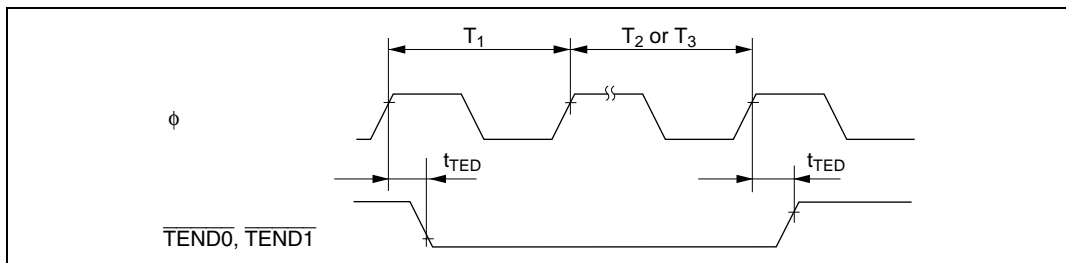 T1
T2 or T3
ϕ
tTED
tTED
TEND0, TEND1